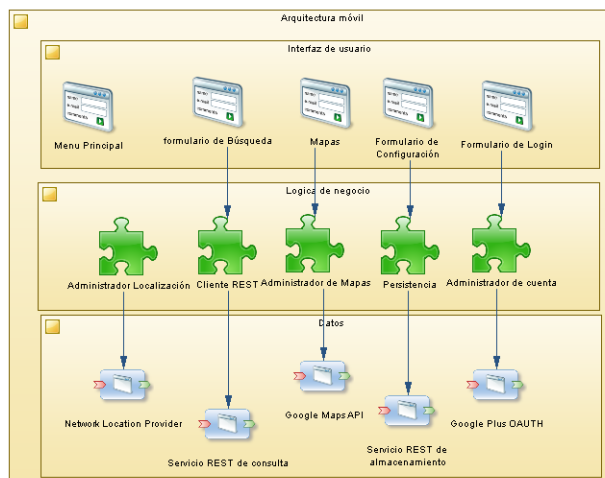 Arquitectura móvil
Interfaz de usuario
Menu Principal
formulario de Búsqueda
Mapas
Formulario de
Configuración
Formulario de Login
Logica de negocio
Administrador Localización
Cliente REST
Administrador de Mapas
Persistencia
Administrador de cuenta
Datos
Network Location Provider
Servicio REST de consulta
Google Maps API
Servicio REST de
almacenamiento
Google Plus OAUTH